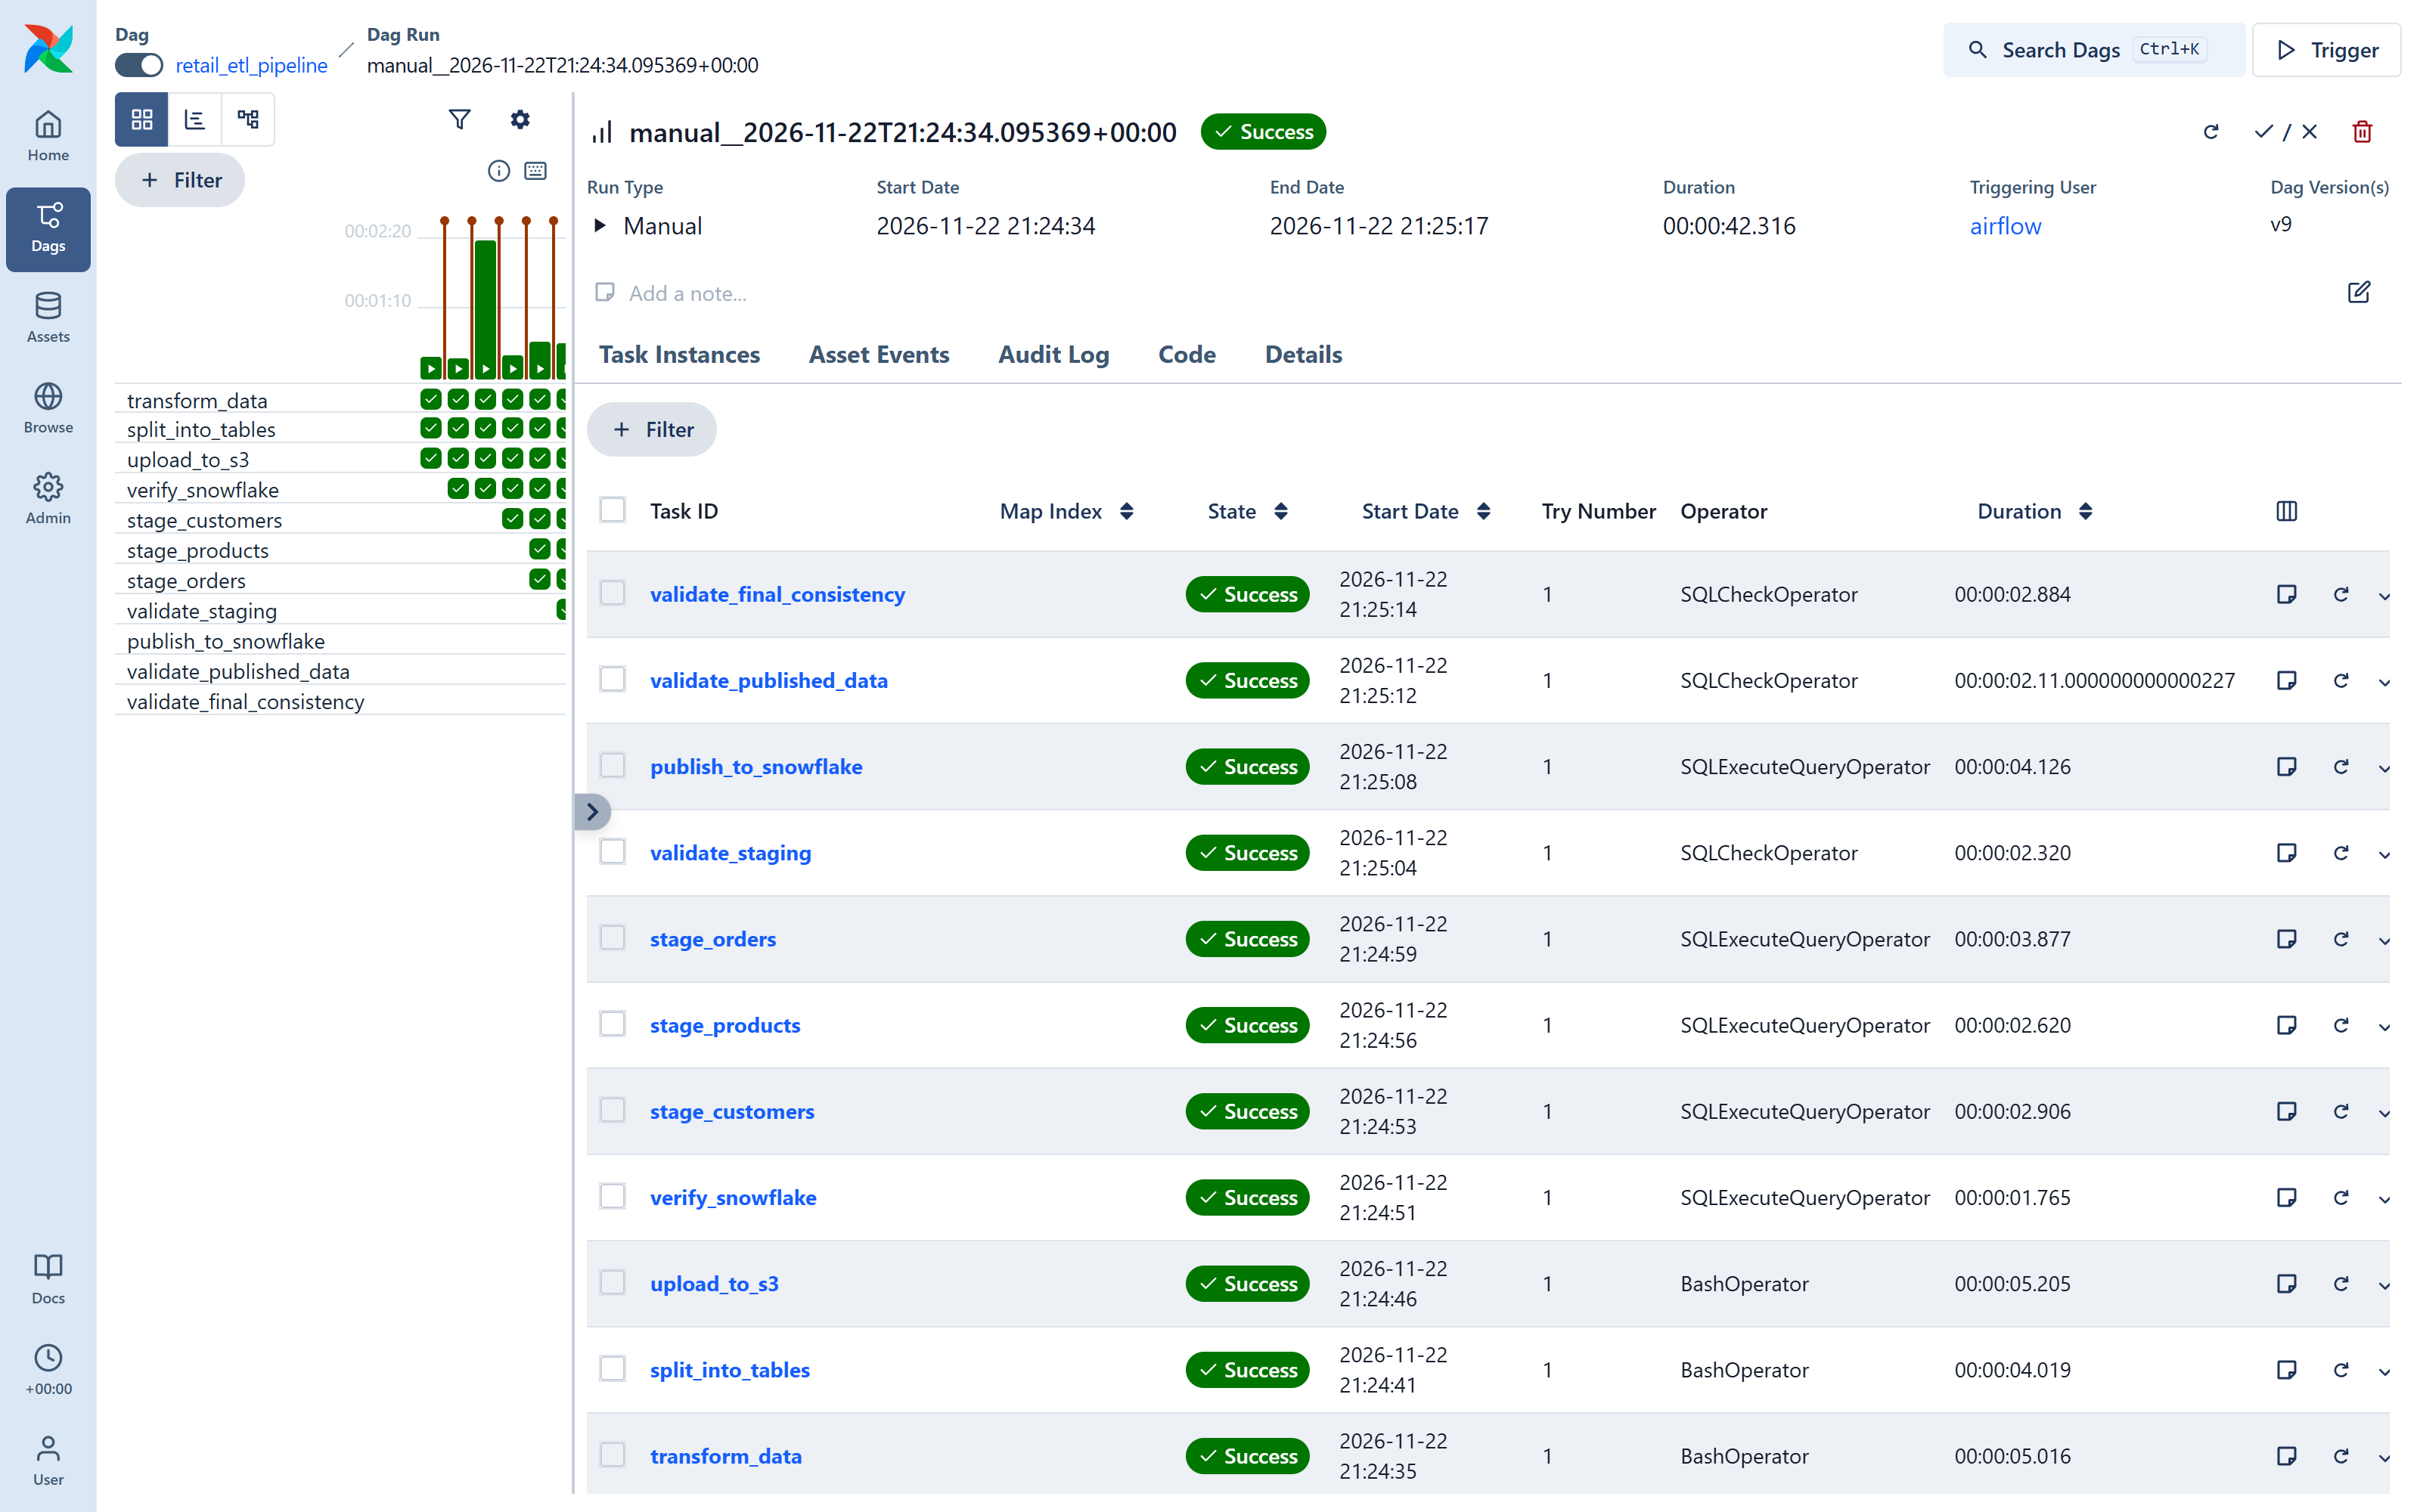 Dag
retail_etl_pipeline
Dag Run
manual__2026-11-22T21:24:34.095369+00:00
Search Dags Ctrl+K
Trigger
Home
Dags
Assets
Browse
Admin
Docs
+00:00
User
Filter
00:02:20
00:01:10
transform_data
split_into_tables
upload_to_s3
verify_snowflake
stage_customers
stage_products
stage_orders
validate_staging
publish_to_snowflake
validate_published_data
validate_final_consistency
manual__2026-11-22T21:24:34.095369+00:00 Success
Run Type Start Date End Date Duration Triggering User Dag Version(s)
Manual 2026-11-22 21:24:34 2026-11-22 21:25:17 00:00:42.316 airflow v9
Add a note...
Task Instances Asset Events Audit Log Code Details
Filter
Task ID Map Index State Start Date Try Number Operator Duration
validate_final_consistency Success 2026-11-22 21:25:14 1 SQLCheckOperator 00:00:02.884
validate_published_data Success 2026-11-22 21:25:12 1 SQLCheckOperator 00:00:02.11.000000000000227
publish_to_snowflake Success 2026-11-22 21:25:08 1 SQLExecuteQueryOperator 00:00:04.126
validate_staging Success 2026-11-22 21:25:04 1 SQLCheckOperator 00:00:02.320
stage_orders Success 2026-11-22 21:24:59 1 SQLExecuteQueryOperator 00:00:03.877
stage_products Success 2026-11-22 21:24:56 1 SQLExecuteQueryOperator 00:00:02.620
stage_customers Success 2026-11-22 21:24:53 1 SQLExecuteQueryOperator 00:00:02.906
verify_snowflake Success 2026-11-22 21:24:51 1 SQLExecuteQueryOperator 00:00:01.765
upload_to_s3 Success 2026-11-22 21:24:46 1 BashOperator 00:00:05.205
split_into_tables Success 2026-11-22 21:24:41 1 BashOperator 00:00:04.019
transform_data Success 2026-11-22 21:24:35 1 BashOperator 00:00:05.016